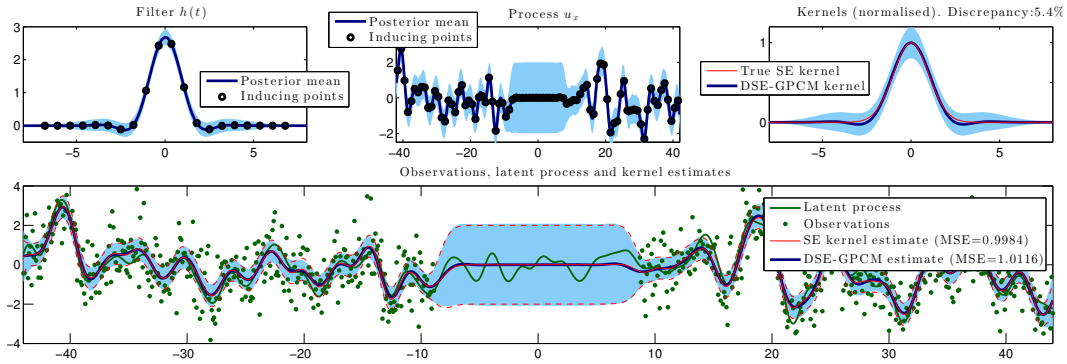 Filter h(t)
Process u_x
Kernels (normalised). Discrepancy:5.4%
3
2
1
0
−5
0
5
Posterior mean
Inducing points
2
0
−2
−40
−20
0
20
40
Posterior mean
Inducing points
1
0
−5
0
5
True SE kernel
DSE-GPCM kernel
Observations, latent process and kernel estimates
4
2
0
−2
−4
−40
−30
−20
−10
0
10
20
30
40
Latent process
Observations
SE kernel estimate (MSE=0.9984)
DSE-GPCM estimate (MSE=1.0116)